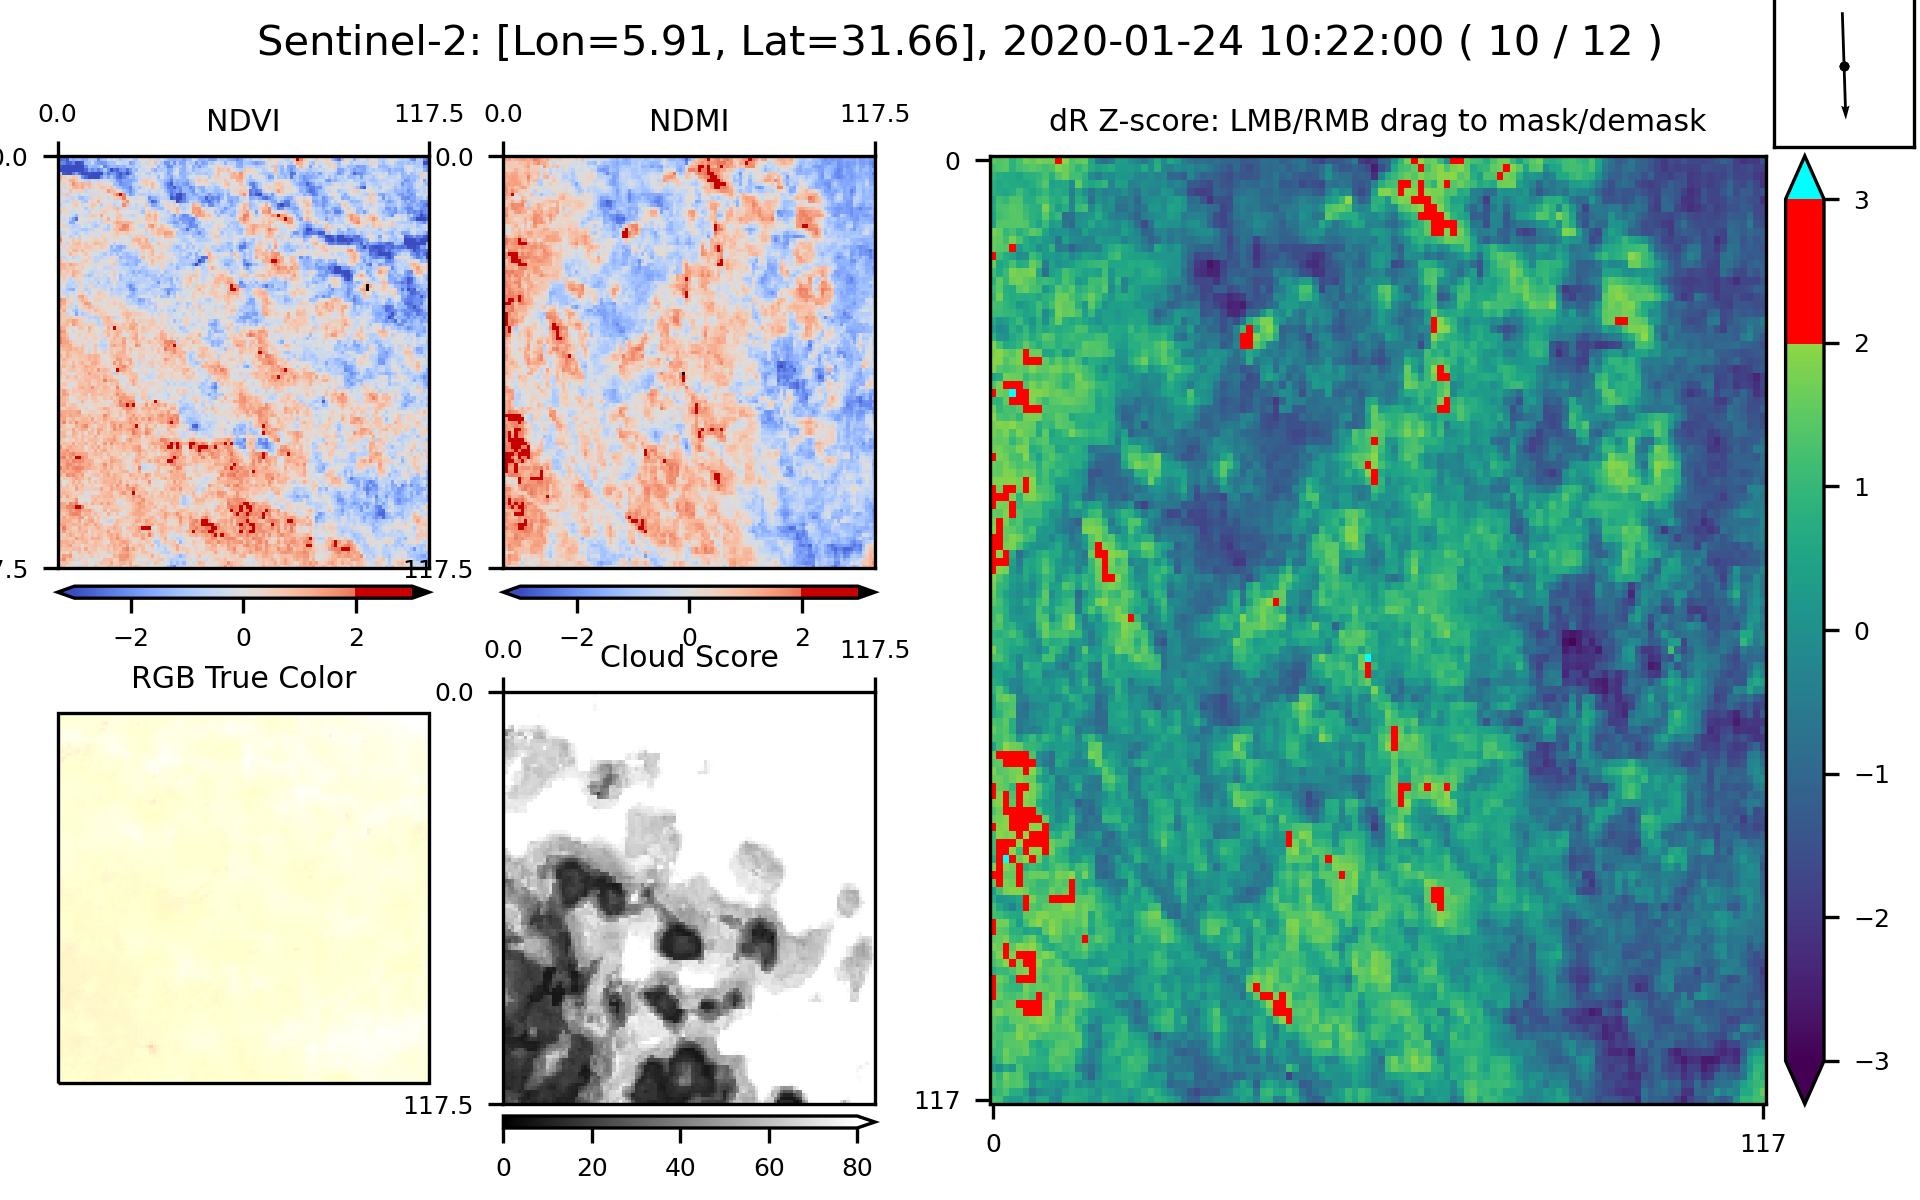 Sentinel-2: [Lon=5.91, Lat=31.66], 2020-01-24 10:22:00 ( 10 / 12 )
0.0 NDVI 117.5 0.0 NDMI 117.5 dR Z-score: LMB/RMB drag to mask/demask
0.0 0.0 0
3
2
1
0
−1
−2
−3
7.5 117.5
−2 0 2 −2 0 2
RGB True Color 0.0 Cloud Score 117.5
0.0
117.5 117
0 20 40 60 80 0 117